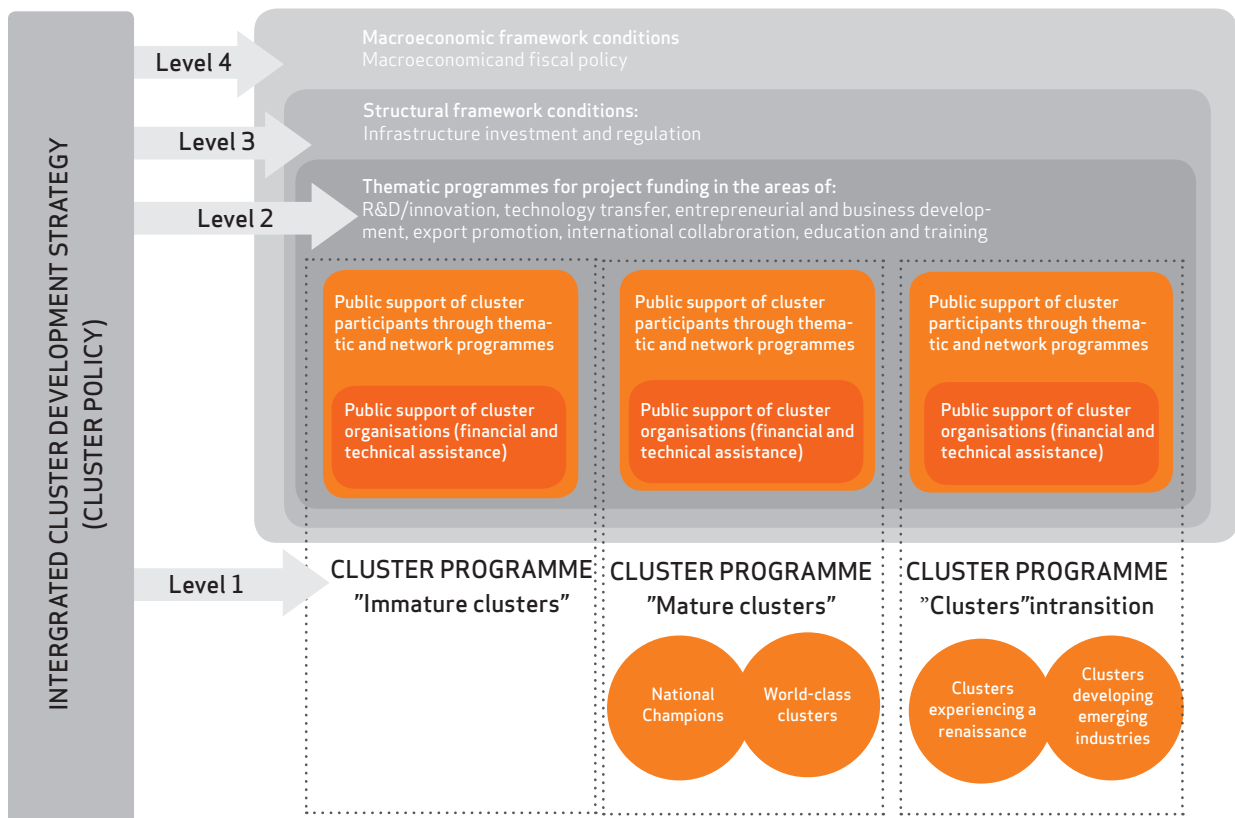 INTERGRATED CLUSTER DEVELOPMENT STRATEGY
(CLUSTER POLICY)
Level 4
Macroeconomic framework conditions
Macroeconomicand fiscal policy
Level 3
Structural framework conditions:
Infrastructure investment and regulation
Level 2
Thematic programmes for project funding in the areas of:
R&D/innovation, technology transfer, entrepreneurial and business develop-
ment, export promotion, international collabroration, education and training
Public support of cluster
participants through thema-
tic and network programmes
Public support of cluster
organisations (financial and
technical assistance)
Public support of cluster
participants through thema-
tic and network programmes
Public support of cluster
organisations (financial and
technical assistance)
Public support of cluster
participants through thema-
tic and network programmes
Public support of cluster
organisations (financial and
technical assistance)
Level 1
CLUSTER PROGRAMME
”Immature clusters”
CLUSTER PROGRAMME
”Mature clusters”
National
Champions
World-class
clusters
CLUSTER PROGRAMME
”Clusters”intransition
Clusters
experiencing a
renaissance
Clusters
developing
emerging
industries